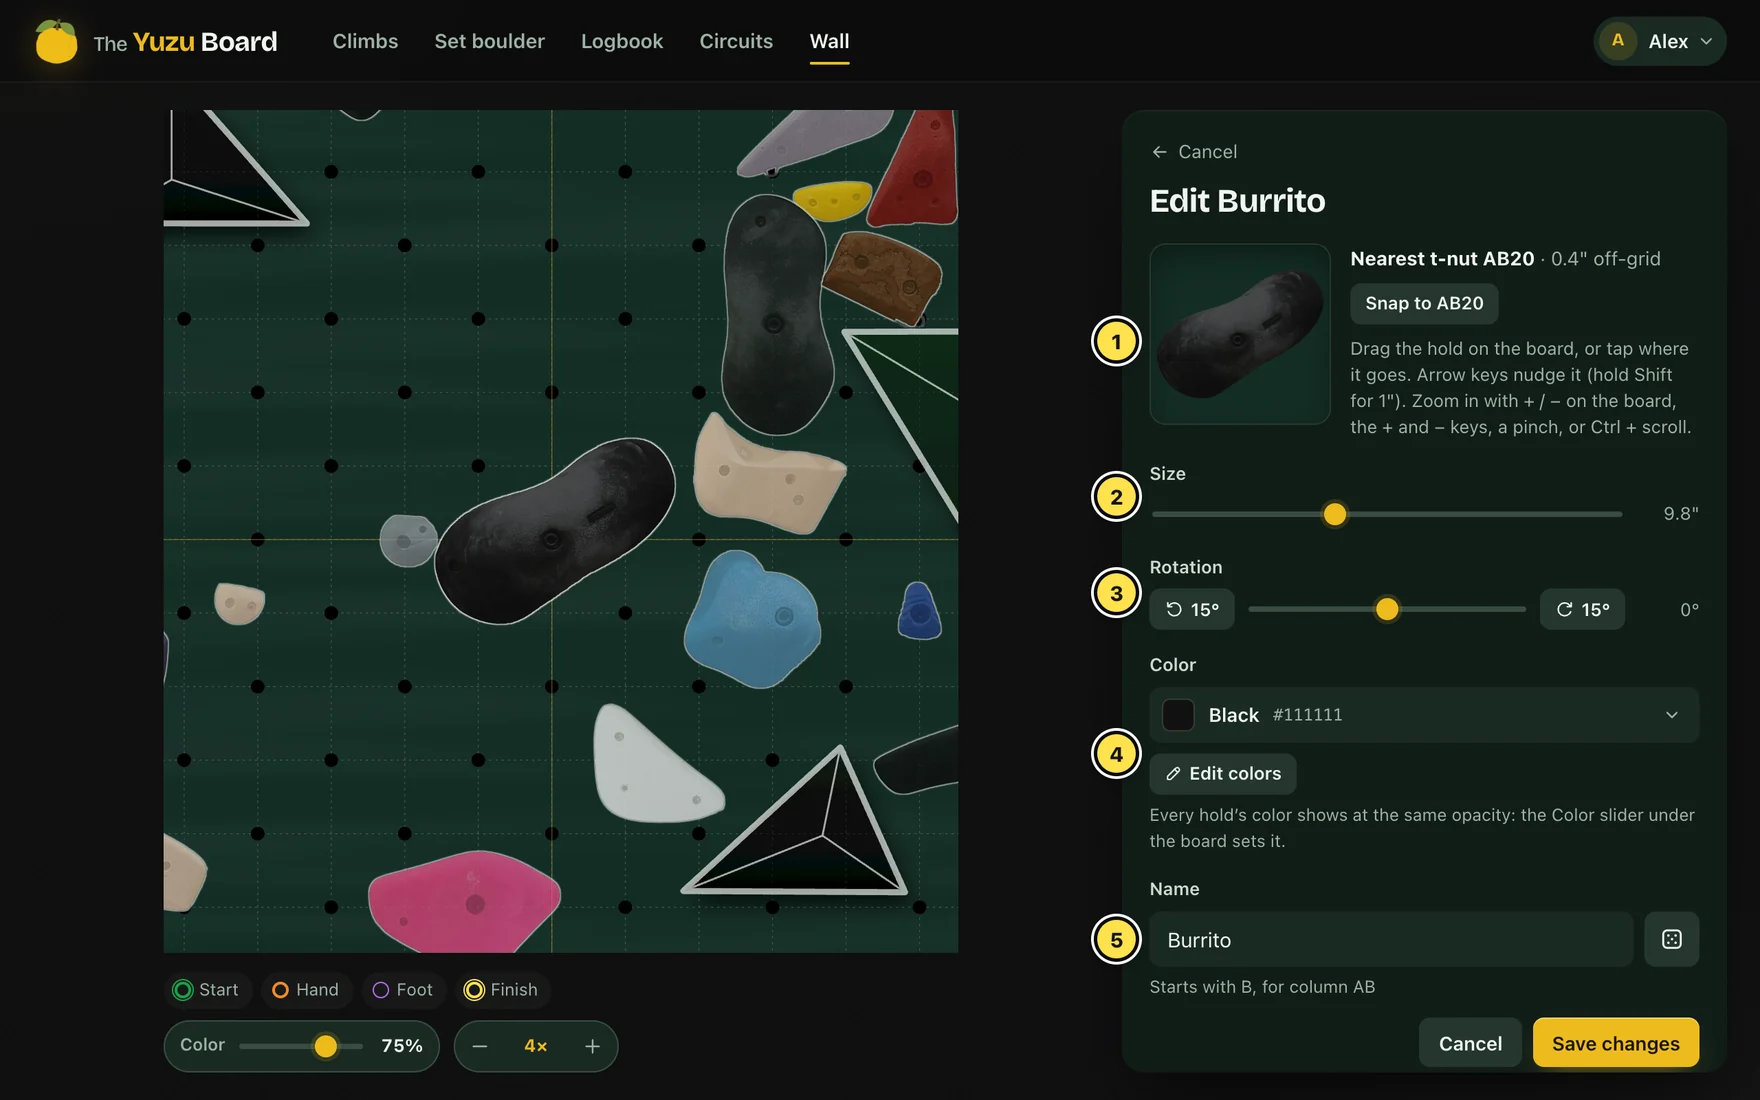 The Yuzu Board
Climbs
Set boulder
Logbook
Circuits
Wall
A
Alex
← Cancel
Edit Burrito
Nearest t-nut AB20 · 0.4" off-grid
Snap to AB20
1
Drag the hold on the board, or tap where
it goes. Arrow keys nudge it (hold Shift
for 1"). Zoom in with + / − on the board,
the + and − keys, a pinch, or Ctrl + scroll.
Size
2
9.8"
Rotation
3
15°
15°
0°
Color
Black #111111
4
Edit colors
Every hold’s color shows at the same opacity: the Color slider under
the board sets it.
Name
5
Burrito
Starts with B, for column AB
Cancel
Save changes
Start
Hand
Foot
Finish
Color
75%
−
4×
+